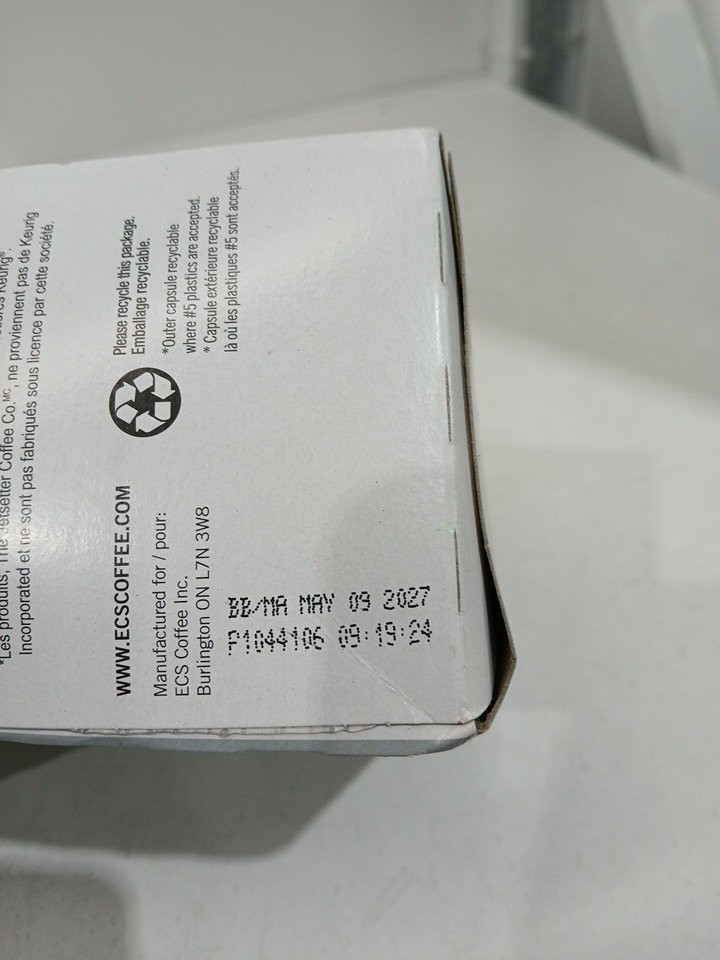 *Les produits, The Jetsetter Coffee Co.ᴹᶜ, ne proviennent pas de Keurig
Incorporated et ne sont pas fabriqués sous licence par cette société.
Please recycle this package.
Emballage recyclable.
*Outer capsule recyclable
where #5 plastics are accepted.
* Capsule extérieure recyclable
là où les plastiques #5 sont acceptés.
WWW.ECSCOFFEE.COM
Manufactured for / pour:
ECS Coffee Inc.
Burlington ON L7N 3W8
BB/MA MAY 09 2027
P1044106 09:19:24